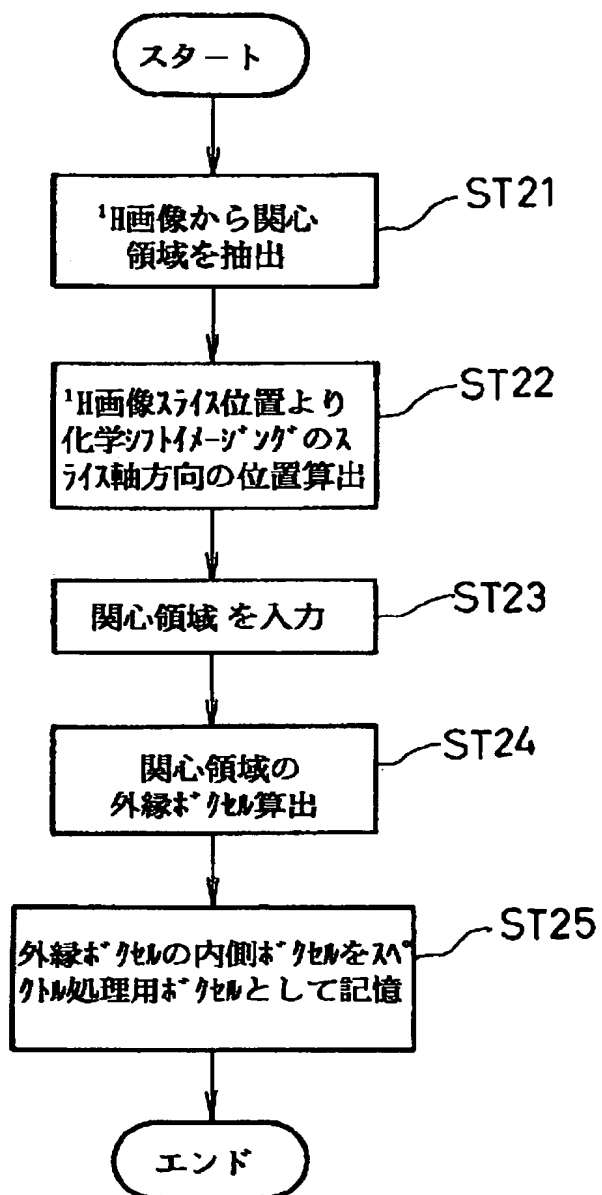 スタート
¹H画像から関心
領域を抽出
ST21
¹H画像ｽﾗｲｽ位置より
化学ｼﾌﾄｲﾒｰｼﾞﾝｸﾞのｽ
ﾗｲｽ軸方向の位置算出
ST22
関心領域 を入力
ST23
関心領域の
外縁ﾎﾞｸｾﾙ算出
ST24
外縁ﾎﾞｸｾﾙの内側ﾎﾞｸｾﾙをｽﾍﾟ
ｸﾄﾙ処理用ﾎﾞｸｾﾙとして記憶
ST25
エンド